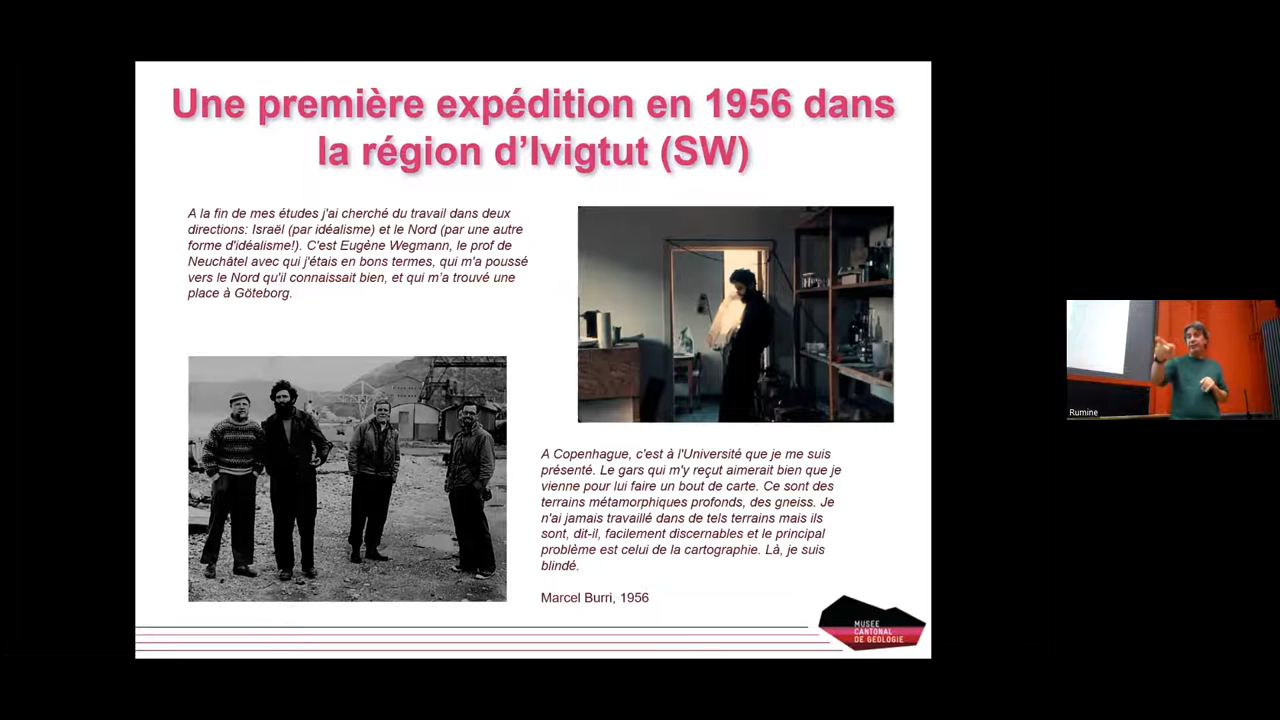 Une première expédition en 1956 dans
la région d’Ivigtut (SW)
A la fin de mes études j'ai cherché du travail dans deux
directions: Israël (par idéalisme) et le Nord (par une autre
forme d'idéalisme!). C'est Eugène Wegmann, le prof de
Neuchâtel avec qui j'étais en bons termes, qui m'a poussé
vers le Nord qu'il connaissait bien, et qui m’a trouvé une
place à Göteborg.
A Copenhague, c'est à l'Université que je me suis
présenté. Le gars qui m'y reçut aimerait bien que je
vienne pour lui faire un bout de carte. Ce sont des
terrains métamorphiques profonds, des gneiss. Je
n'ai jamais travaillé dans de tels terrains mais ils
sont, dit-il, facilement discernables et le principal
problème est celui de la cartographie. Là, je suis
blindé.
Marcel Burri, 1956
MUSEE
CANTONAL
DE GEOLOGIE
Rumine